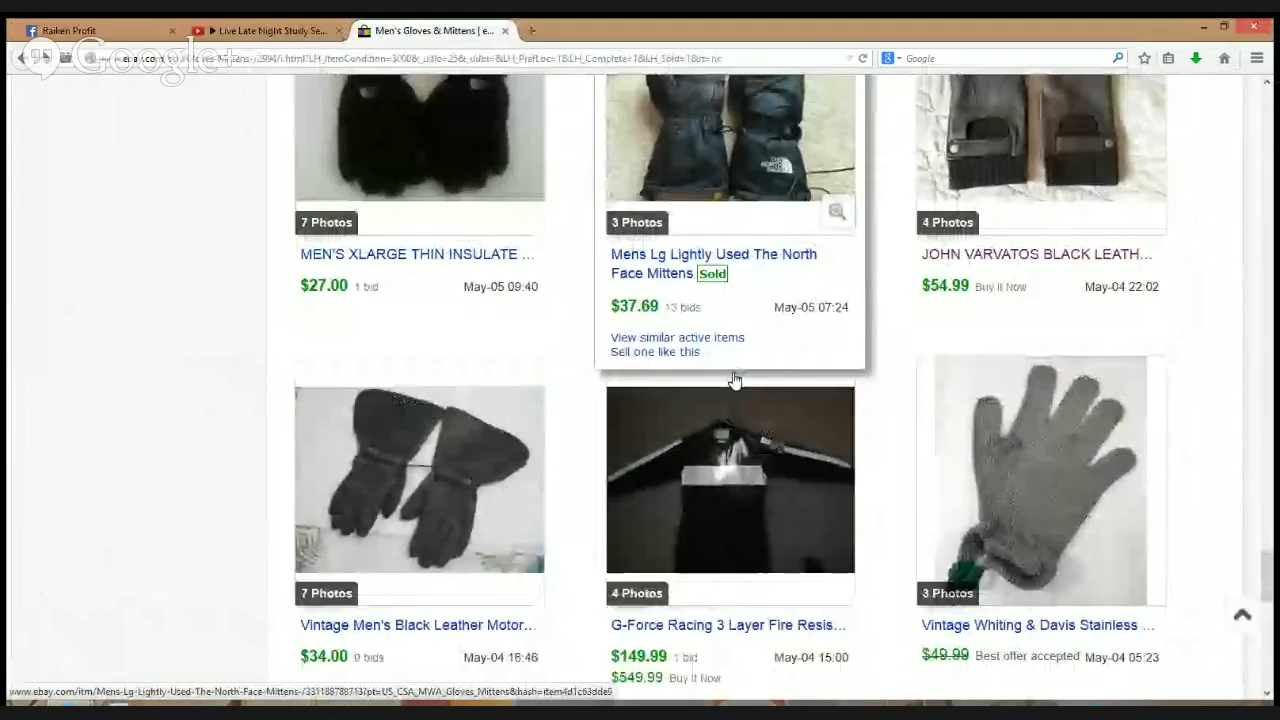 Raiken Profit
Live Late Night Study Se...
Men's Gloves & Mittens | e...
Google+
Google
THE NORTH FACE
7 Photos
3 Photos
4 Photos
MEN'S XLARGE THIN INSULATE ...
Mens Lg Lightly Used The North
Face Mittens Sold
JOHN VARVATOS BLACK LEATH...
$27.00 1 bid May-05 09:40
$37.69 13 bids May-05 07:24
$54.99 Buy It Now May-04 22:02
View similar active items
Sell one like this
7 Photos
4 Photos
3 Photos
Vintage Men's Black Leather Motor...
G-Force Racing 3 Layer Fire Resis...
Vintage Whiting & Davis Stainless ...
$34.00 0 bids May-04 16:46
$149.99 1 bid May-04 15:00
$549.99 Buy It Now
$49.99 Best offer accepted May-04 05:23